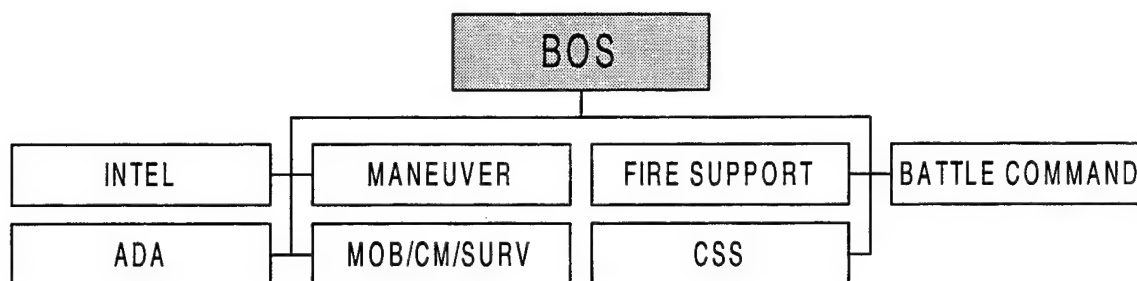 BOS
INTEL
MANEUVER
FIRE SUPPORT
BATTLE COMMAND
ADA
MOB/CM/SURV
CSS